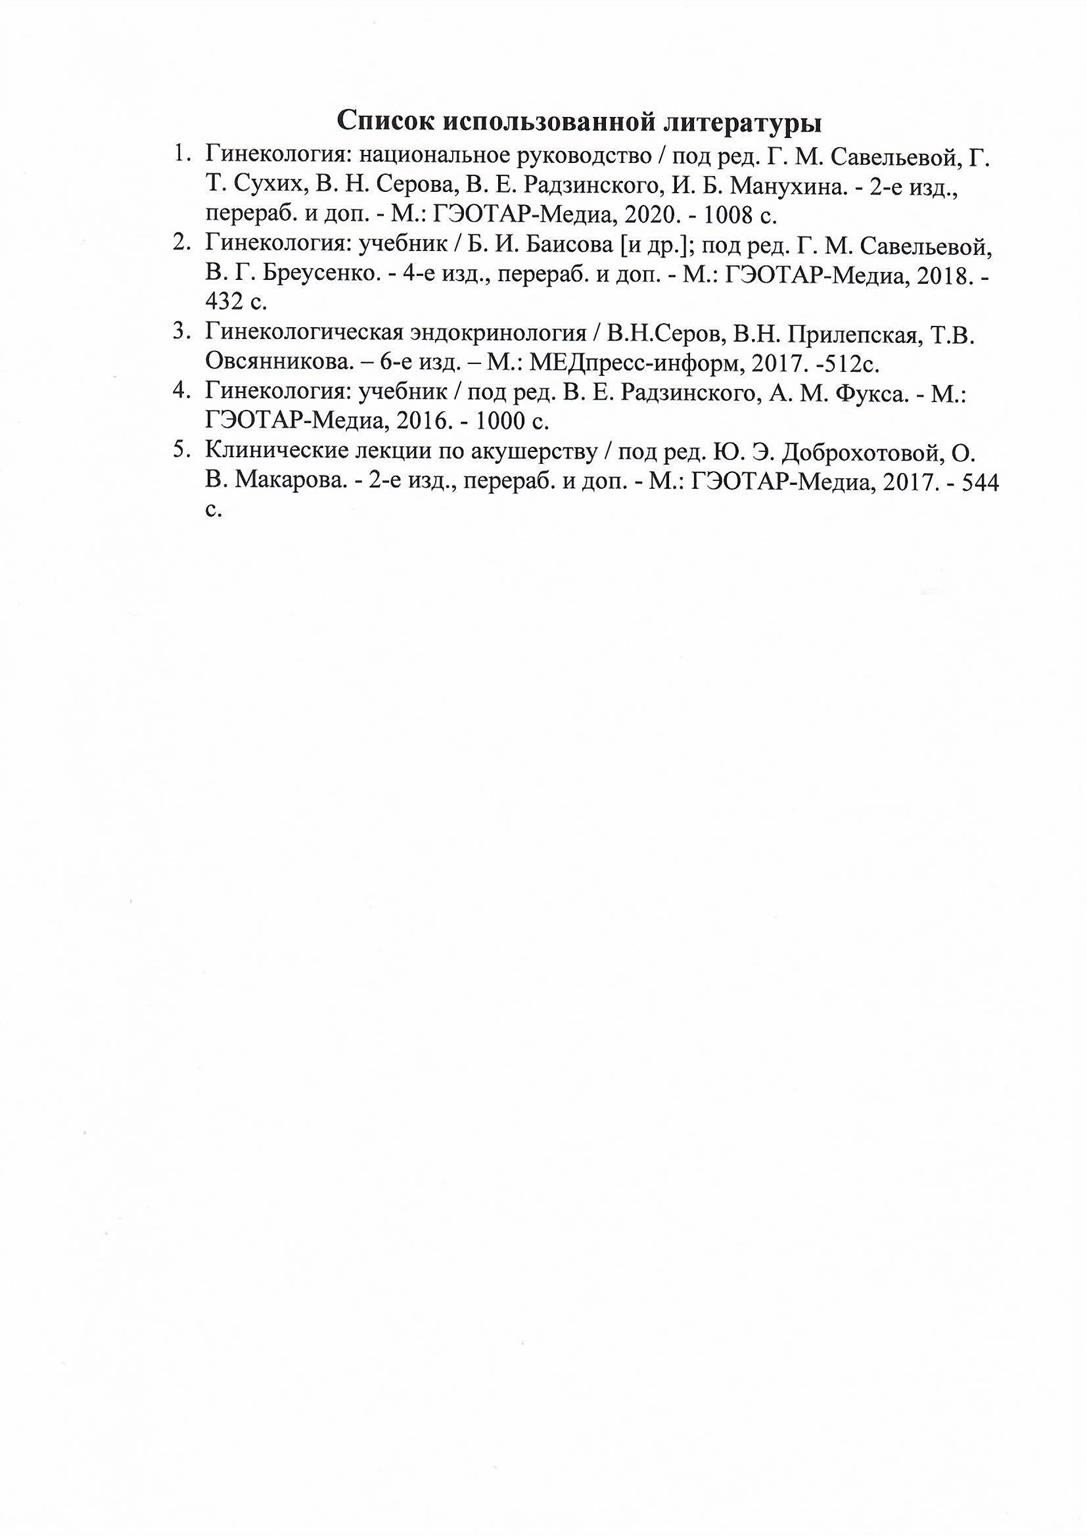 Список использованной литературы
1. Гинекология: национальное руководство / под ред. Г. М. Савельевой, Г.
Т. Сухих, В. Н. Серова, В. Е. Радзинского, И. Б. Манухина. - 2-е изд.,
перераб. и доп. - М.: ГЭОТАР-Медиа, 2020. - 1008 с.
2. Гинекология: учебник / Б. И. Баисова [и др.]; под ред. Г. М. Савельевой,
В. Г. Бреусенко. - 4-е изд., перераб. и доп. - М.: ГЭОТАР-Медиа, 2018. -
432 с.
3. Гинекологическая эндокринология / В.Н.Серов, В.Н. Прилепская, Т.В.
Овсянникова. – 6-е изд. – М.: МЕДпресс-информ, 2017. -512с.
4. Гинекология: учебник / под ред. В. Е. Радзинского, А. М. Фукса. - М.:
ГЭОТАР-Медиа, 2016. - 1000 с.
5. Клинические лекции по акушерству / под ред. Ю. Э. Доброхотовой, О.
В. Макарова. - 2-е изд., перераб. и доп. - М.: ГЭОТАР-Медиа, 2017. - 544
с.